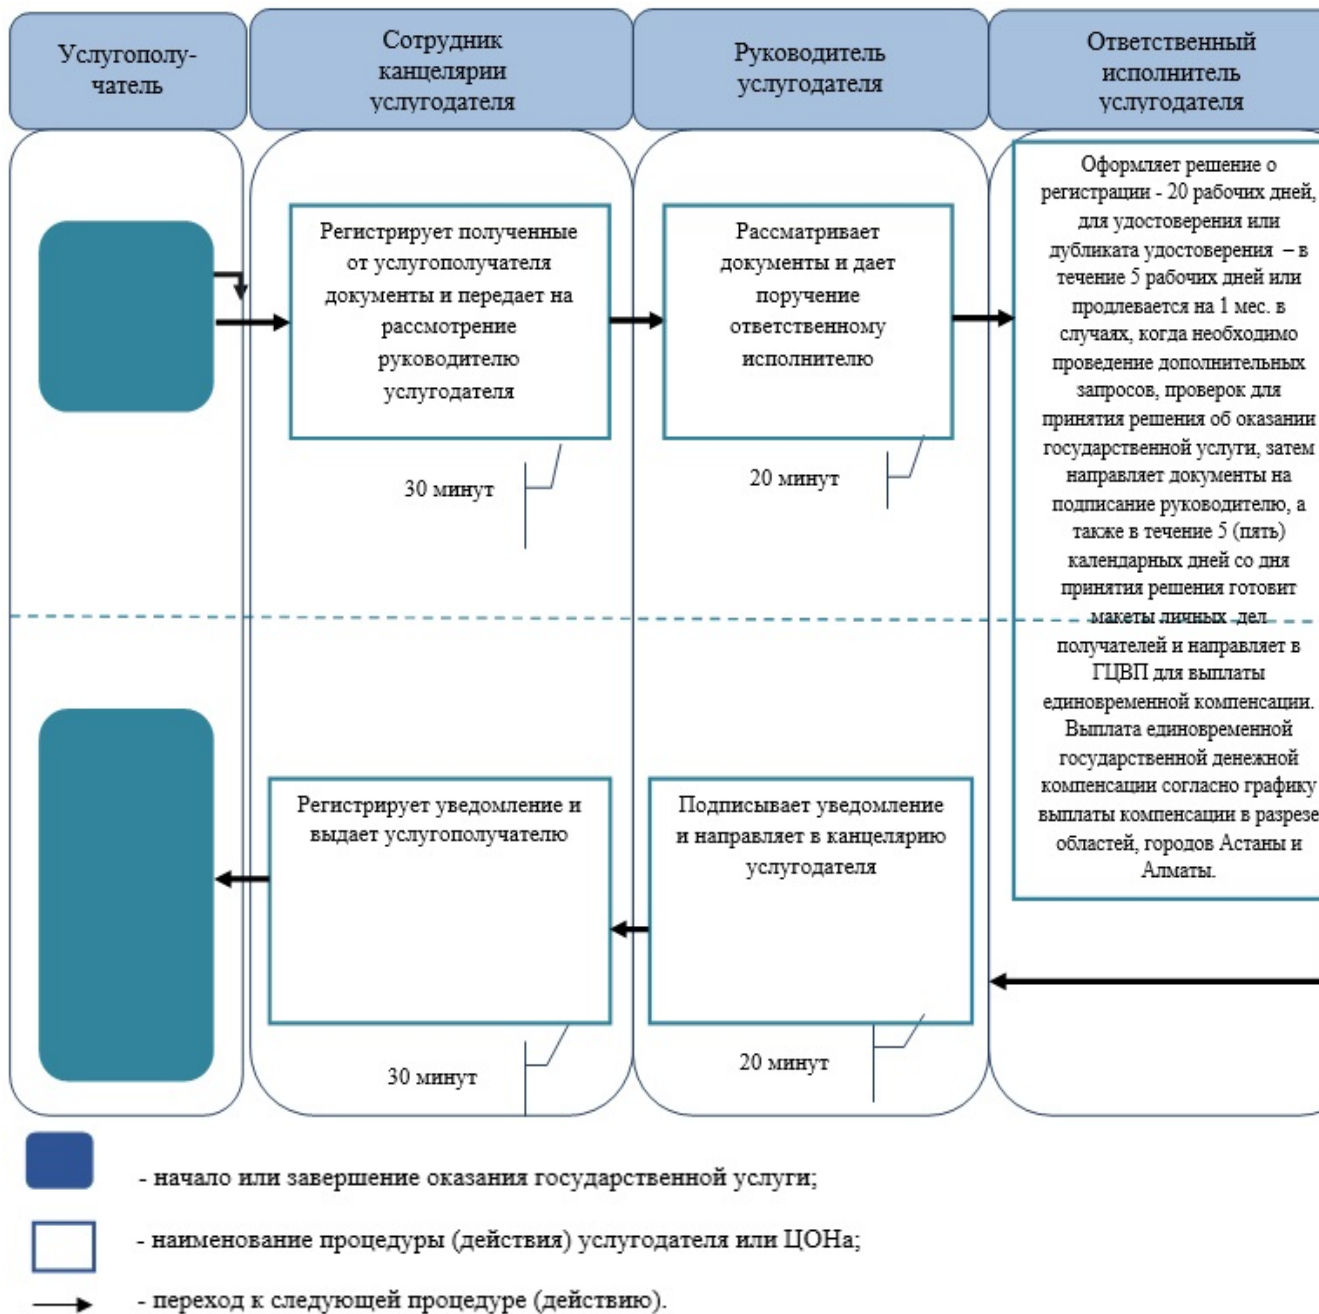 Услугополу-
чатель
Сотрудник
канцелярии
услугодателя
Руководитель
услугодателя
Ответственный
исполнитель
услугодателя
Регистрирует полученные
от услугополучателя
документы и передает на
рассмотрение
руководителю
услугодателя
30 минут
Рассматривает
документы и дает
поручение
ответственному
исполнителю
20 минут
Оформляет решение о
регистрации - 20 рабочих дней,
для удостоверения или
дубликата удостоверения – в
течение 5 рабочих дней или
продлевается на 1 мес. в
случаях, когда необходимо
проведение дополнительных
запросов, проверок для
принятия решения об оказании
государственной услуги, затем
направляет документы на
подписание руководителю, а
также в течение 5 (пять)
календарных дней со дня
принятия решения готовит
макеты личных дел
получателей и направляет в
ГЦВП для выплаты
единовременной компенсации.
Выплата единовременной
государственной денежной
компенсации согласно графику
выплаты компенсации в разрезе
областей, городов Астаны и
Алматы.
Регистрирует уведомление и
выдает услугополучателю
30 минут
Подписывает уведомление
и направляет в канцелярию
услугодателя
20 минут
- начало или завершение оказания государственной услуги;
- наименование процедуры (действия) услугодателя или ЦОНа;
- переход к следующей процедуре (действию).